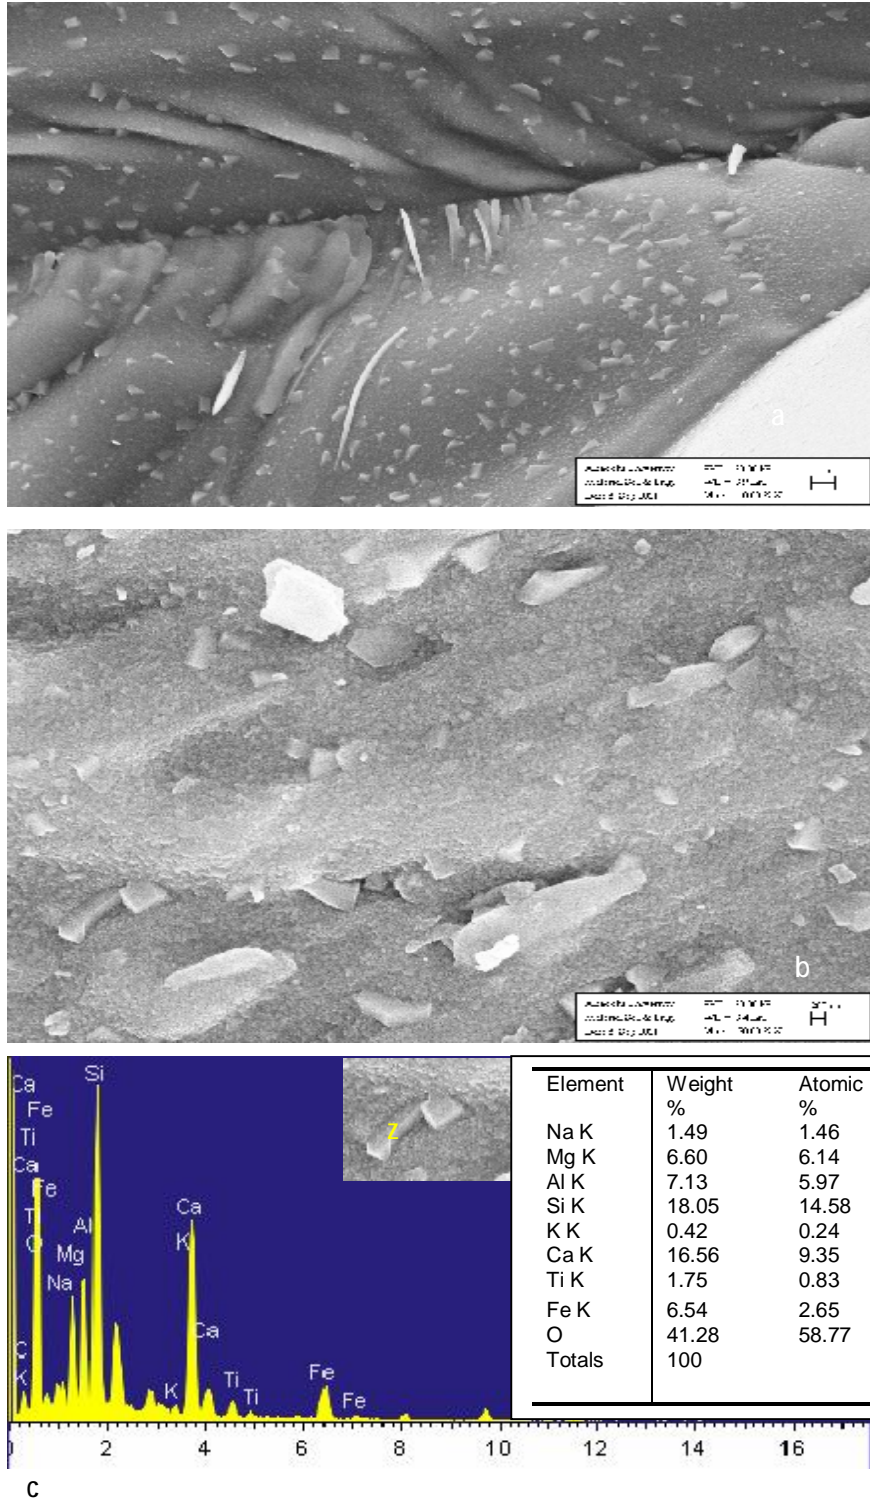 a
b
Ca
Fe
Ti
Ca
Fe
T
O
C
K
Na
Mg
Al
Si
Ca
K
Ca
K
Ti
Ti
Fe
Fe
Z
2 4 6 8 10 12 14 16
Element Weight % Atomic %
Na K 1.49 1.46
Mg K 6.60 6.14
Al K 7.13 5.97
Si K 18.05 14.58
K K 0.42 0.24
Ca K 16.56 9.35
Ti K 1.75 0.83
Fe K 6.54 2.65
O 41.28 58.77
Totals 100
c